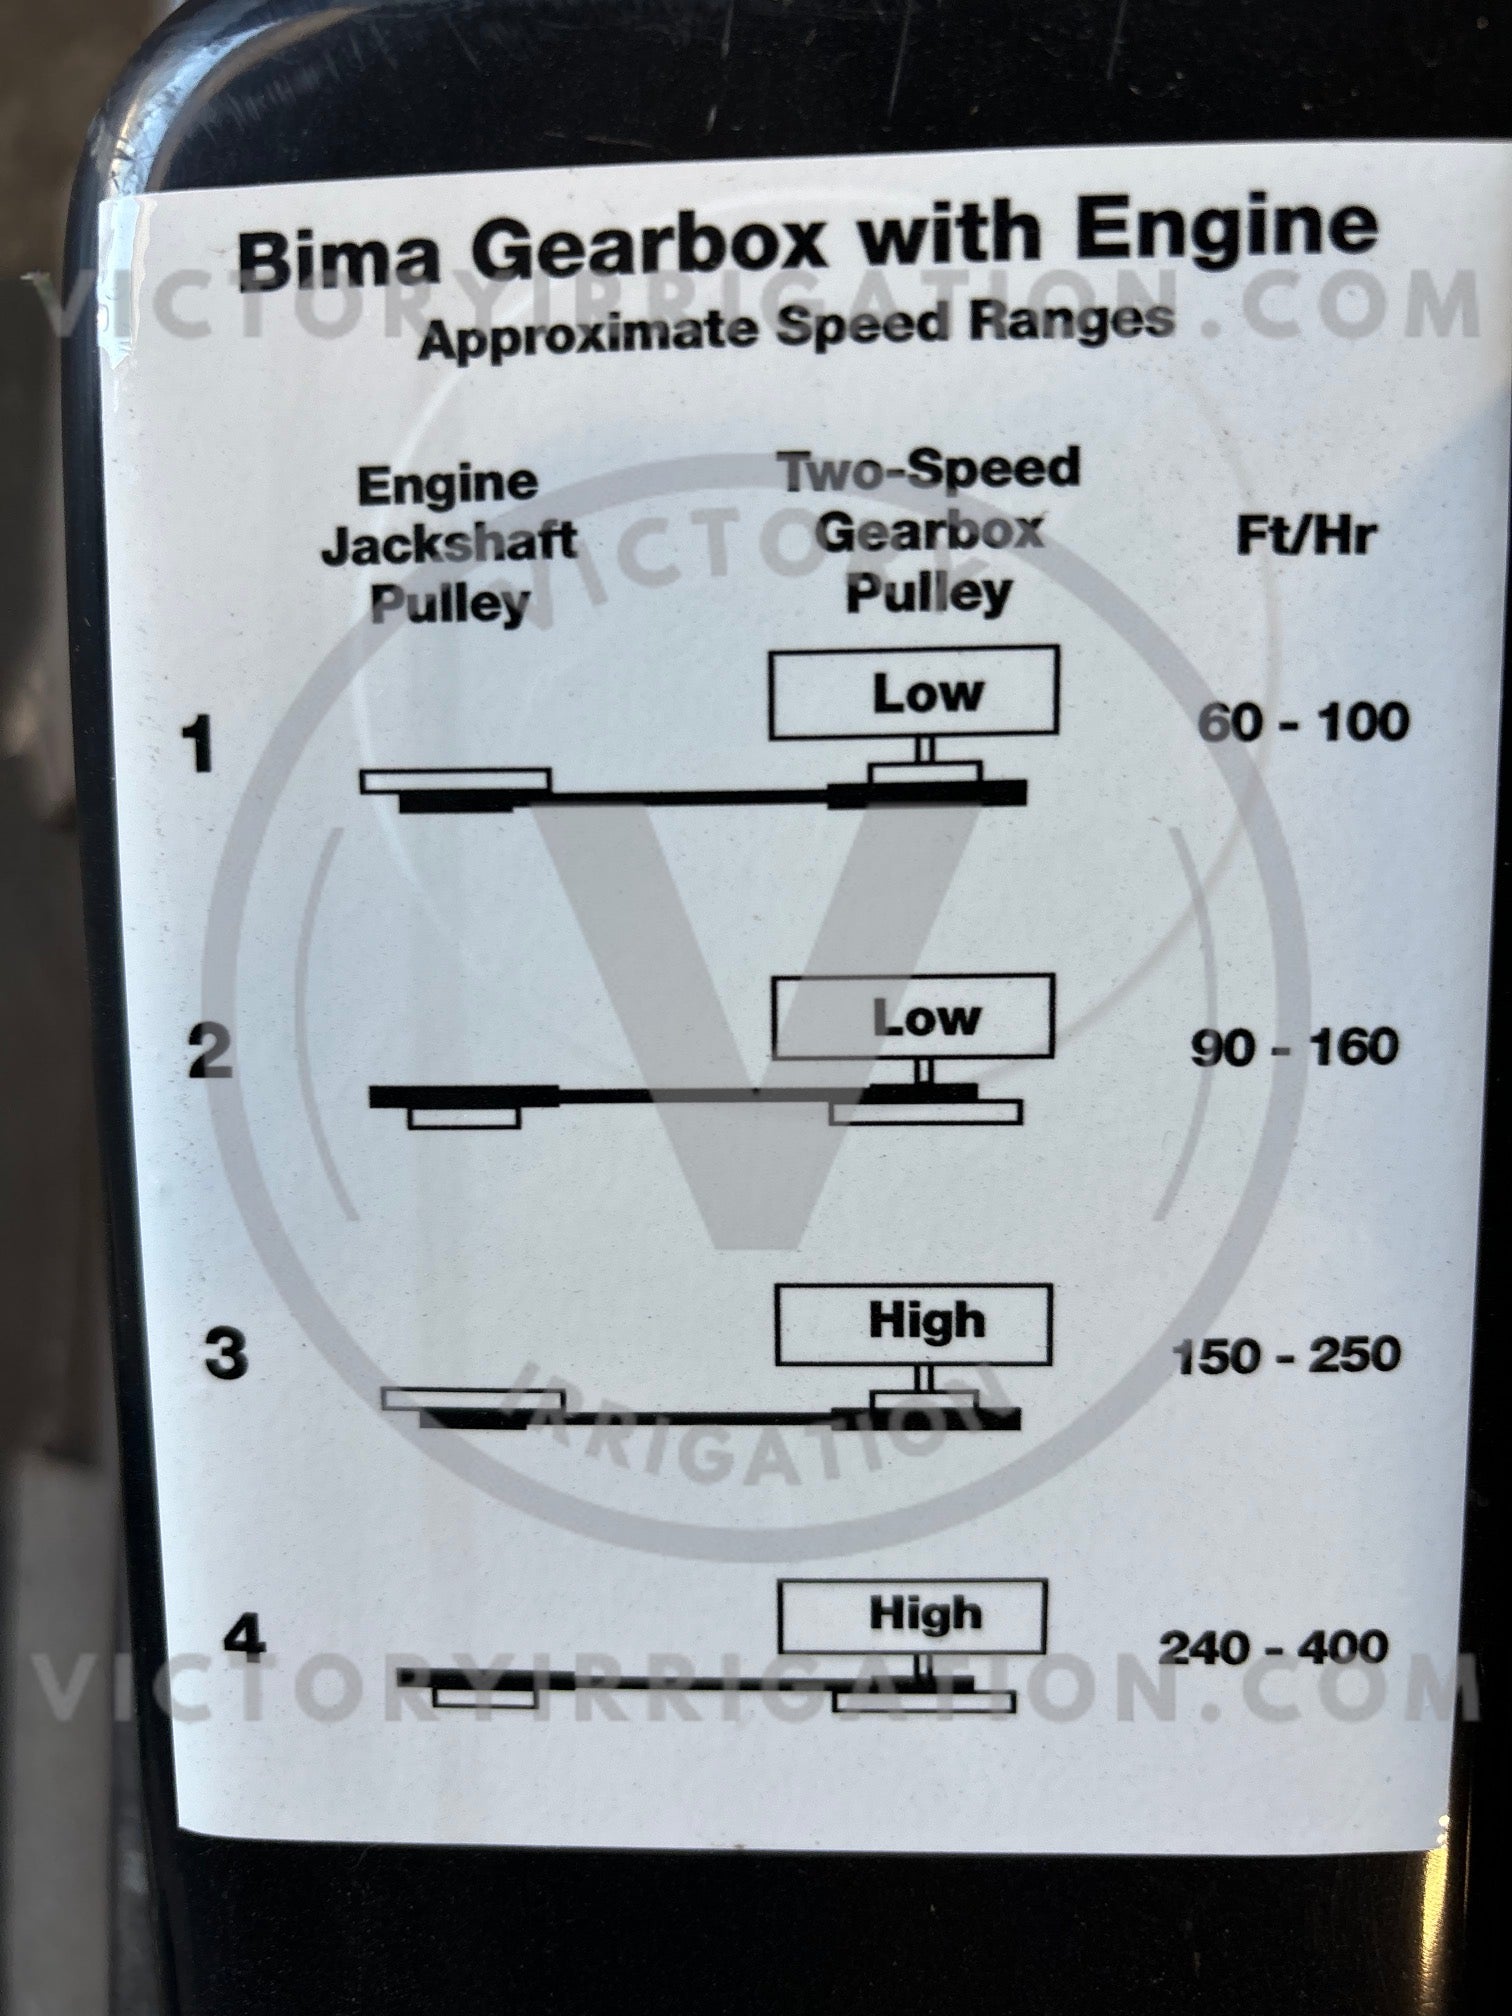 Bima Gearbox with Engine
VICTORYIRRIGATION.COM
Approximate Speed Ranges
Engine
Jackshaft
Pulley
Two-Speed
Gearbox
Pulley
Ft/Hr
VICTORY
1
Low
60 - 100
2
Low
90 - 160
V
3
High
150 - 250
IRRIGATION
4
High
240 - 400
VICTORYIRRIGATION.COM